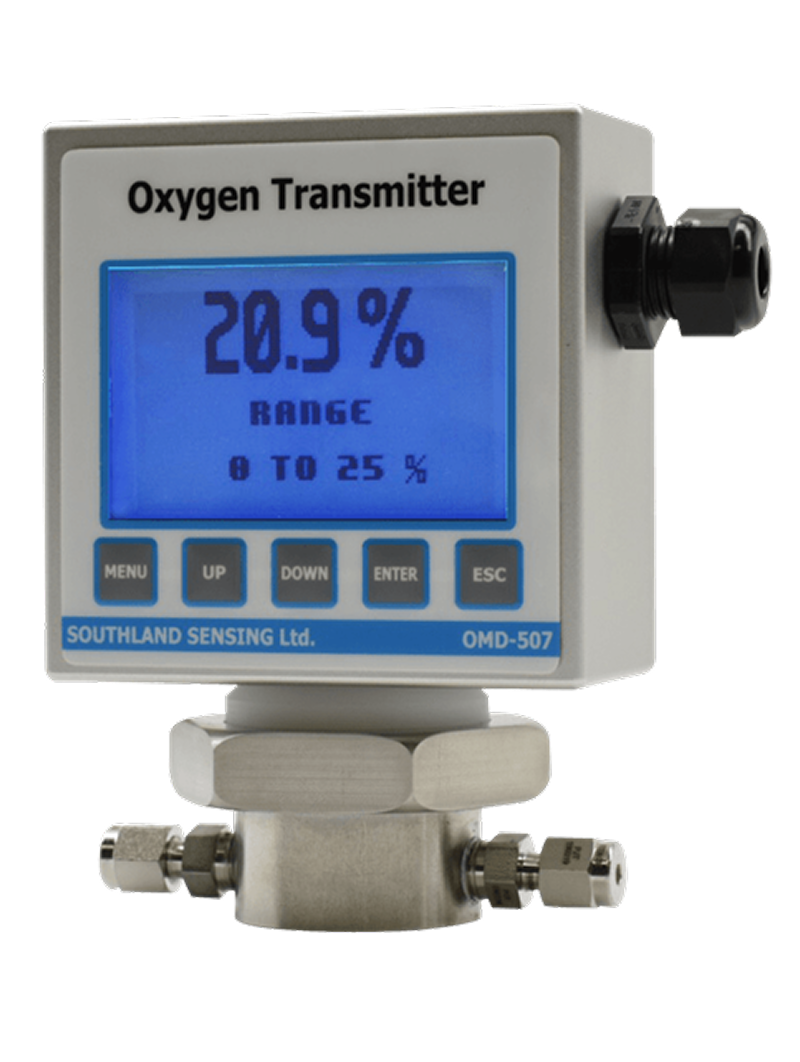 Oxygen Transmitter
20.9%
RANGE
0 TO 25 %
MENU UP DOWN ENTER ESC
SOUTHLAND SENSING Ltd. OMD-507